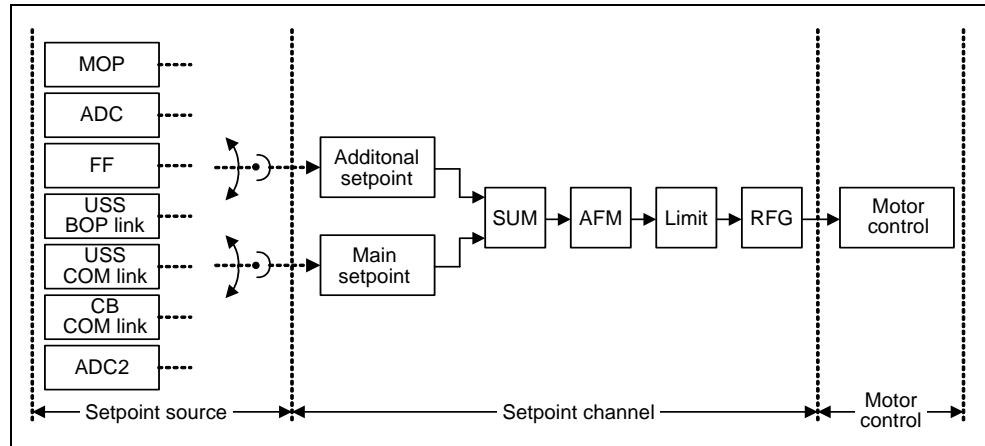 MOP
ADC
FF
USS
BOP link
USS
COM link
CB
COM link
ADC2
Additonal
setpoint
Main
setpoint
SUM
AFM
Limit
RFG
Motor
control
Setpoint source
Setpoint channel
Motor
control